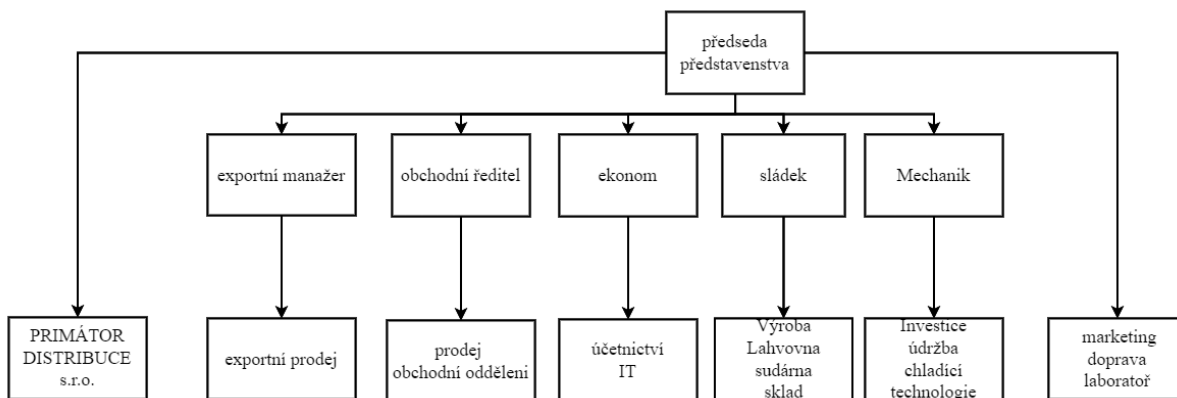 předseda
představenstva
exportní manažer
obchodní ředitel
ekonom
sládek
Mechanik
PRIMÁTOR
DISTRIBUCE
s.r.o.
exportní prodej
prodej
obchodní odděleni
účetnictví
IT
Výroba
Lahvovna
sudárna
sklad
Investice
údržba
chladící
technologie
marketing
doprava
laboratoř